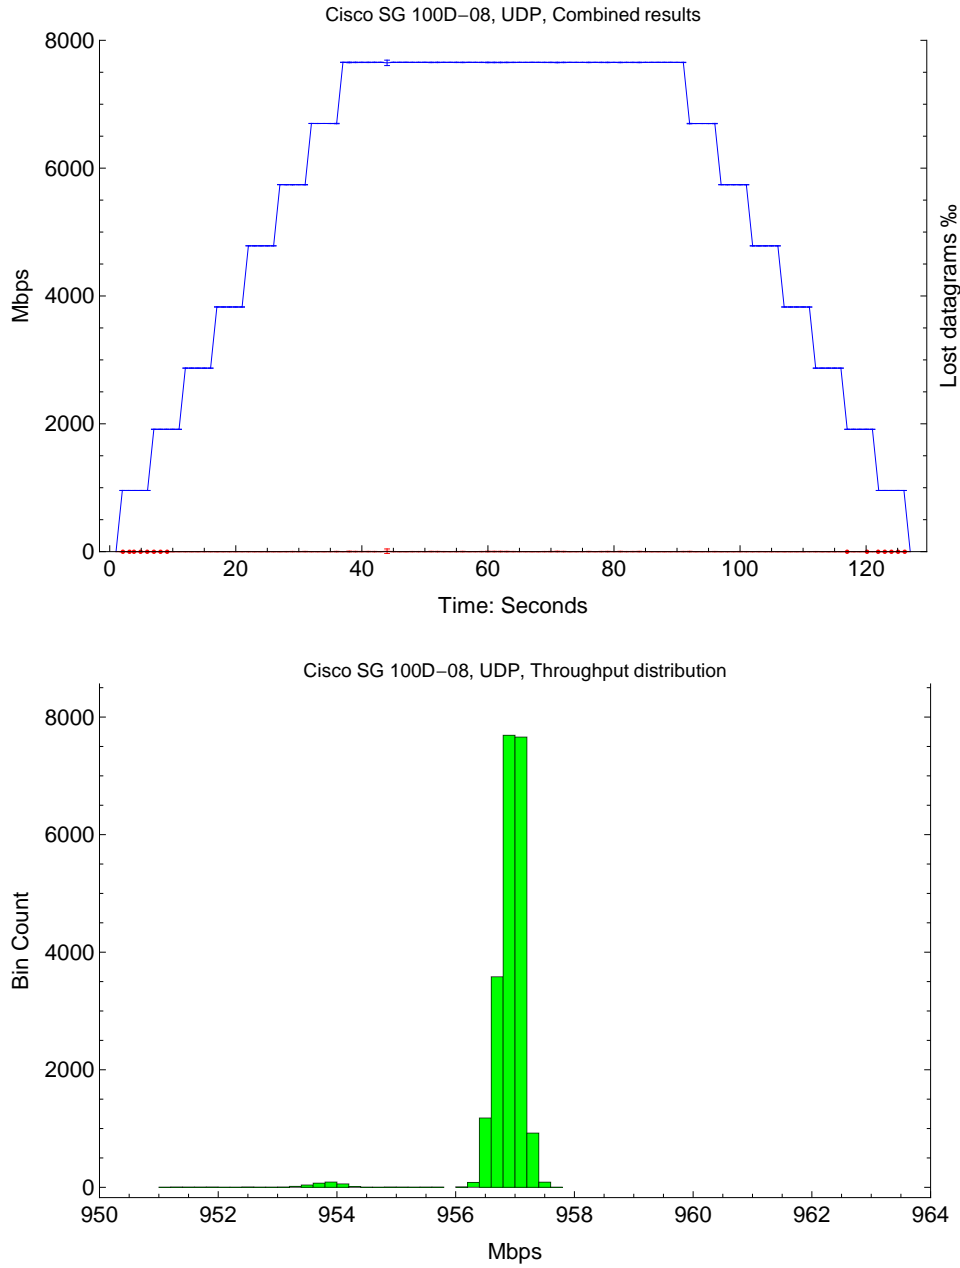 Cisco SG 100D−08, UDP, Combined results
8000
6000
4000
2000
0
Mbps
Lost datagrams ‰
0 20 40 60 80 100 120
Time: Seconds
Cisco SG 100D−08, UDP, Throughput distribution
8000
6000
4000
2000
0
Bin Count
950 952 954 956 958 960 962 964
Mbps